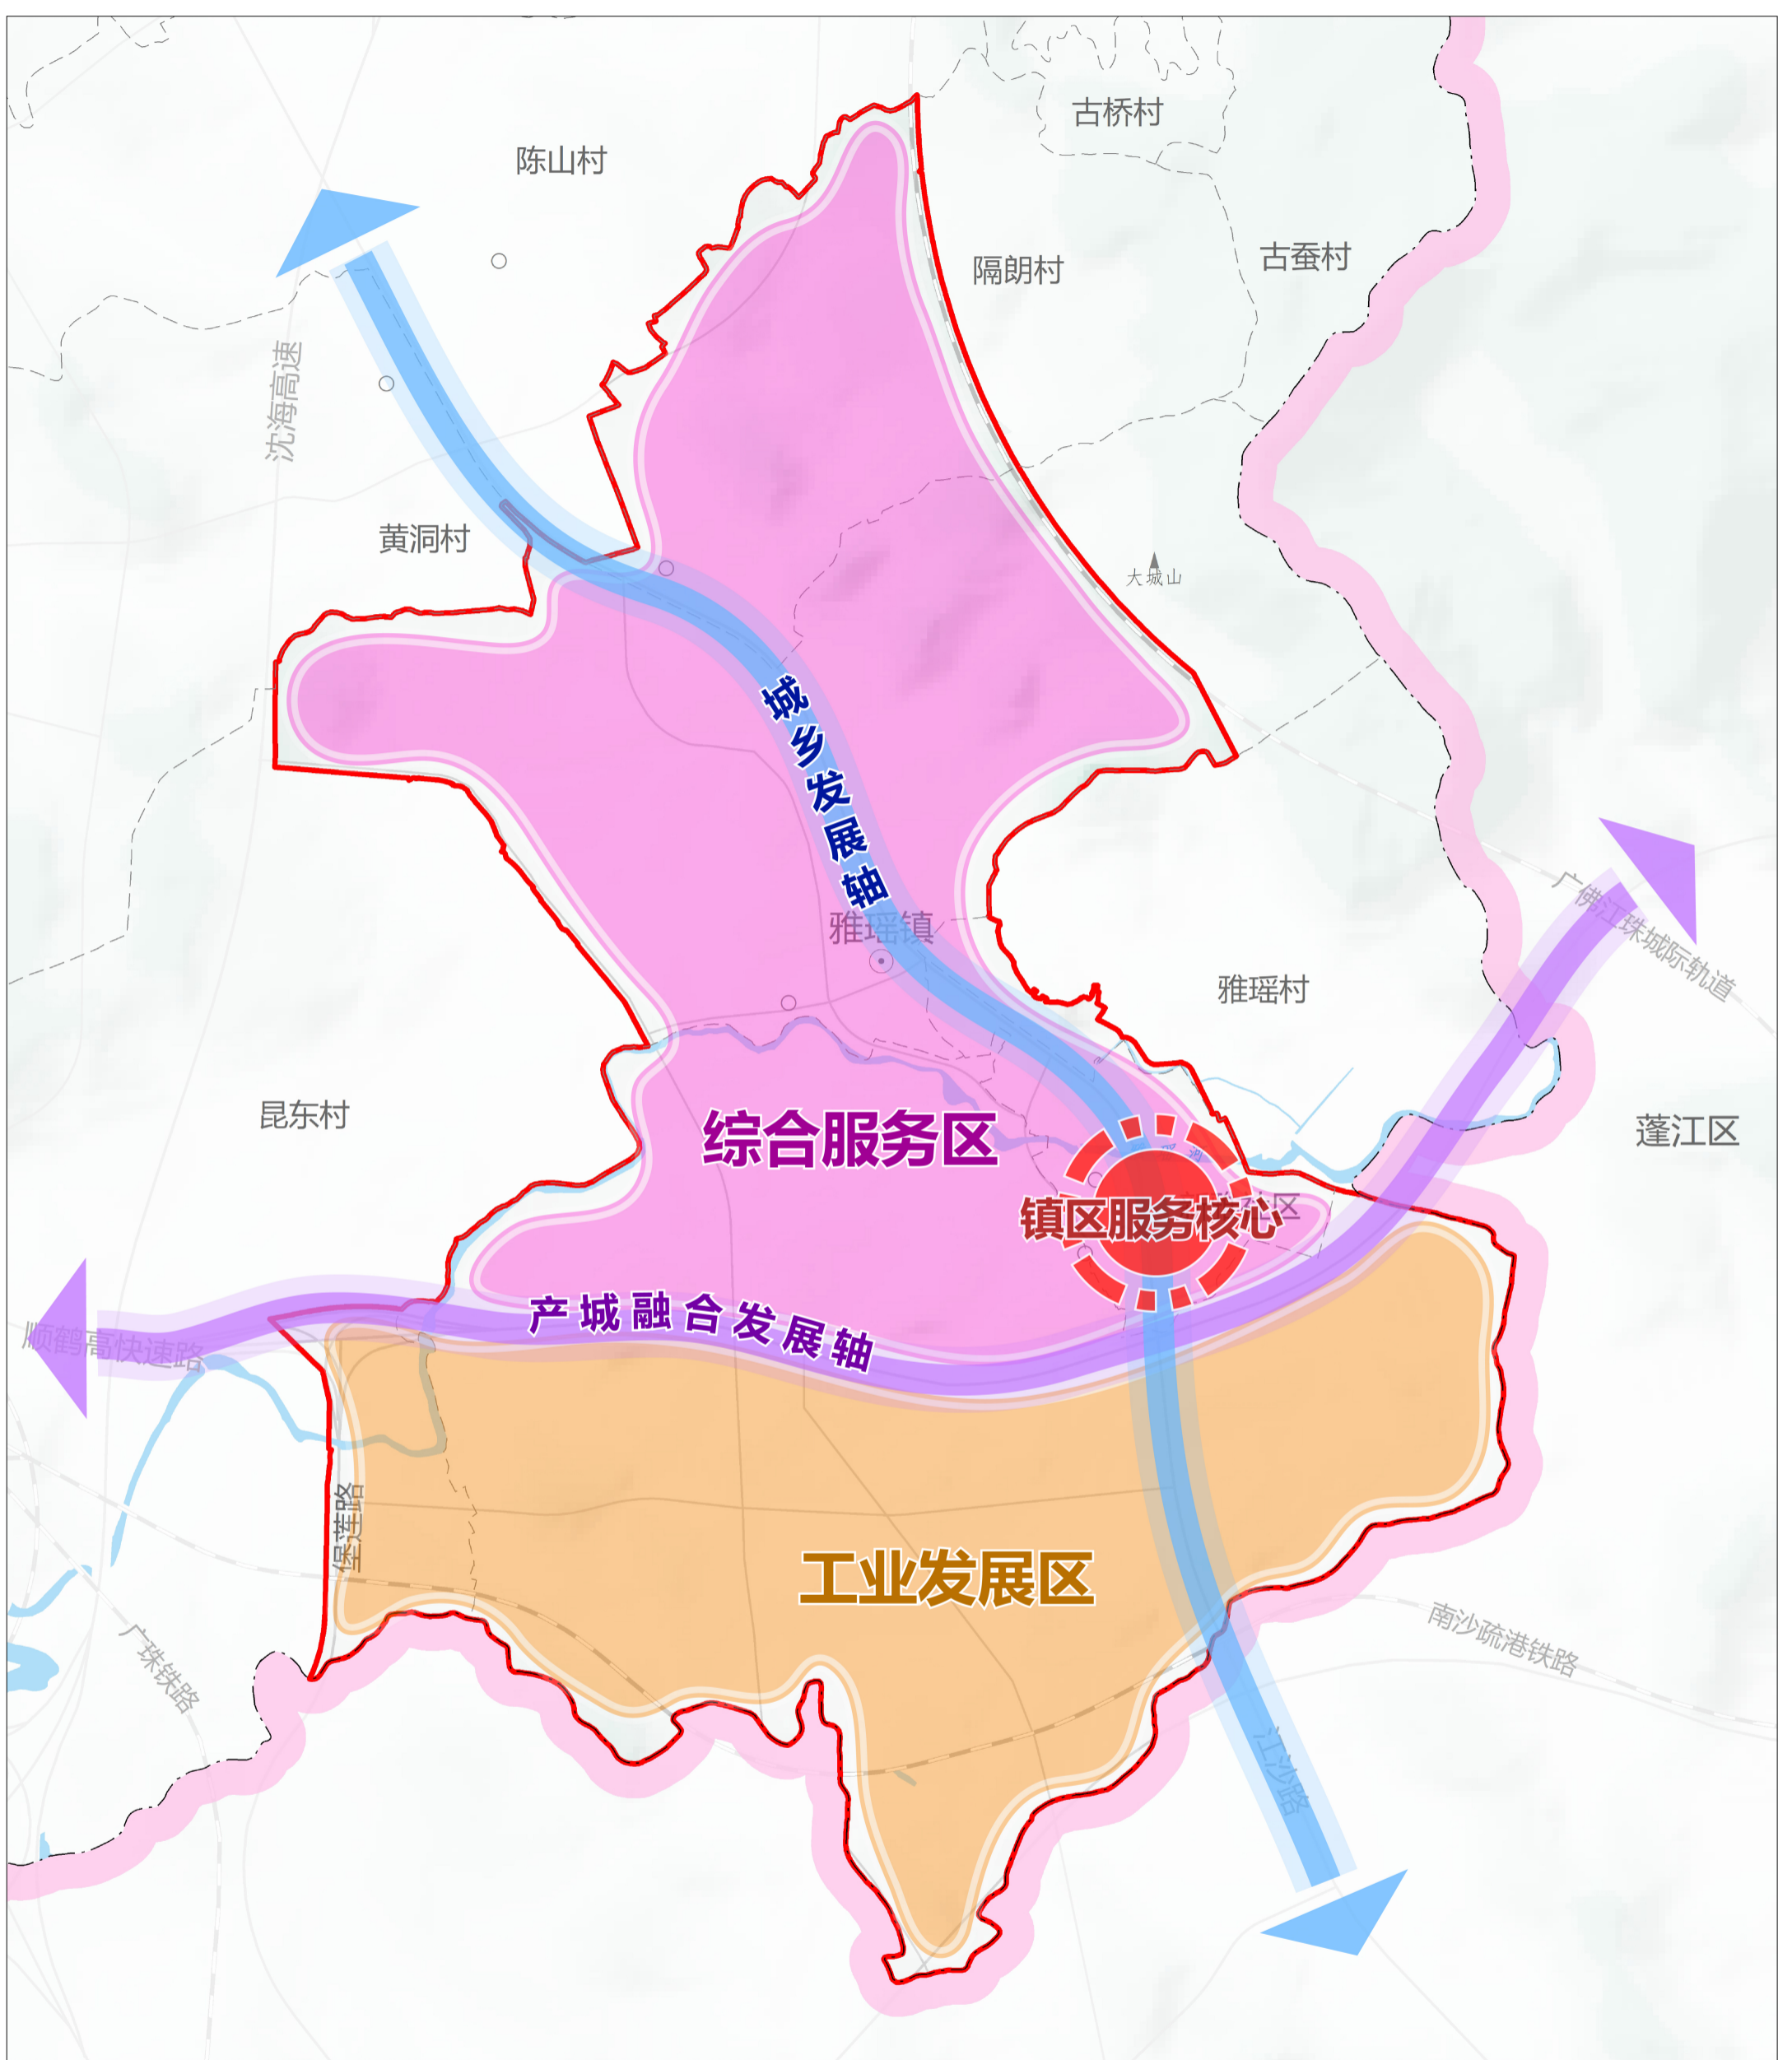 古桥村
陈山村
古蚕村
隔朗村
沈海高速
黄洞村
大城山
城乡发展轴
雅瑶镇
广佛江珠城际轨道
雅瑶村
昆东村
综合服务区
蓬江区
镇区服务核心
产城融合发展轴
顺鹤高快速路
堡莲路
工业发展区
广珠铁路
南沙疏港铁路
江沙路